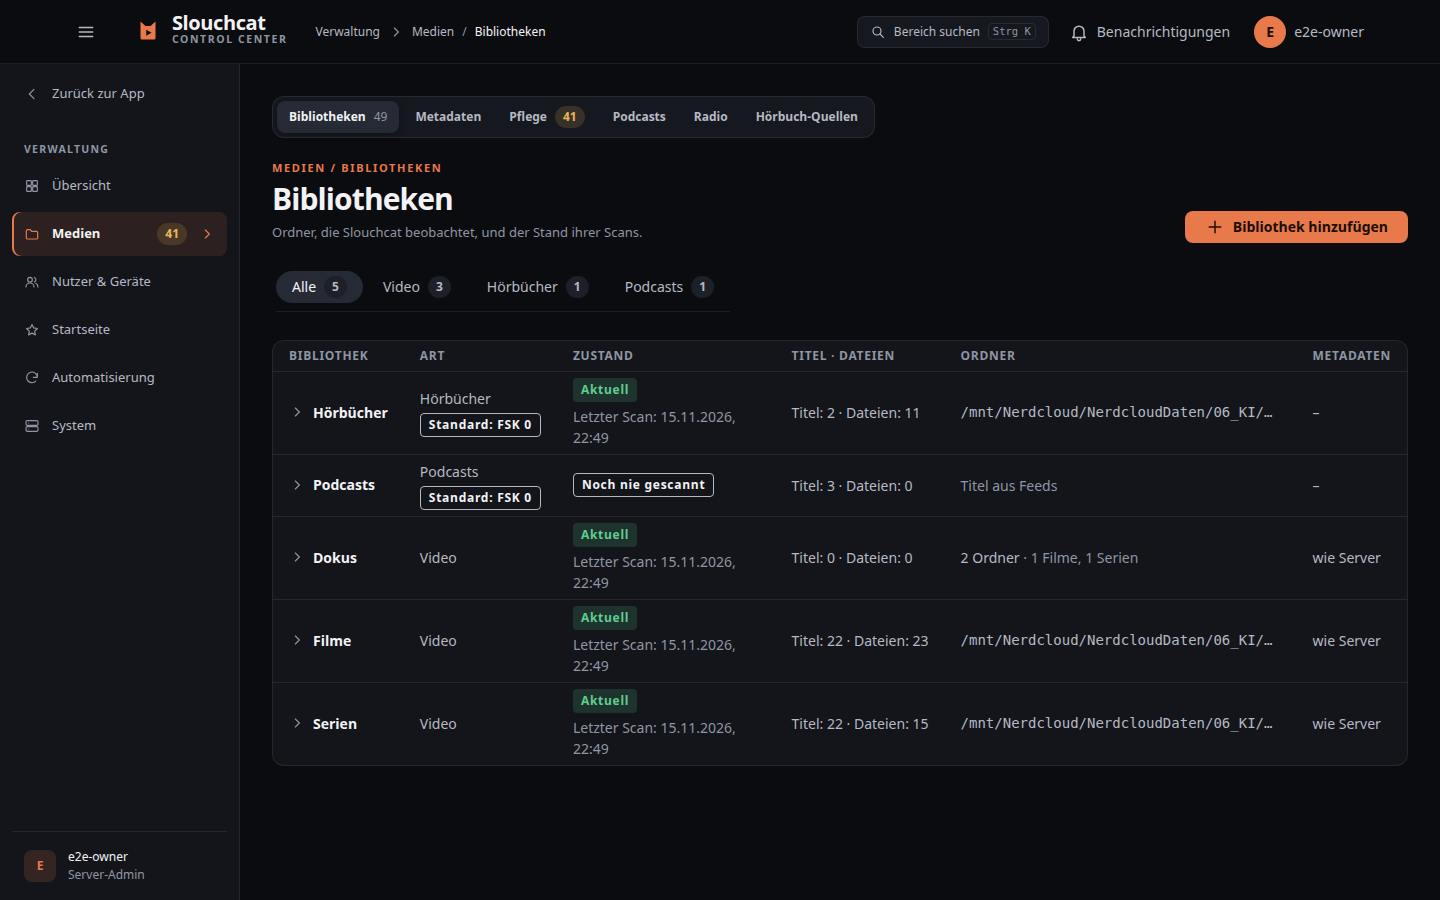 Slouchcat
CONTROL CENTER
Verwaltung > Medien / Bibliotheken
Bereich suchen Strg K
Benachrichtigungen
E e2e-owner
Zurück zur App
VERWALTUNG
Übersicht
Medien 41
Nutzer & Geräte
Startseite
Automatisierung
System
E
e2e-owner
Server-Admin
Bibliotheken 49 Metadaten Pflege 41 Podcasts Radio Hörbuch-Quellen
MEDIEN / BIBLIOTHEKEN
Bibliotheken
Ordner, die Slouchcat beobachtet, und der Stand ihrer Scans.
+ Bibliothek hinzufügen
Alle 5 Video 3 Hörbücher 1 Podcasts 1
BIBLIOTHEK ART ZUSTAND TITEL · DATEIEN ORDNER METADATEN
Hörbücher
Hörbücher
Standard: FSK 0
Aktuell
Letzter Scan: 15.11.2026,
22:49
Titel: 2 · Dateien: 11
/mnt/Nerdcloud/NerdcloudDaten/06_KI/…
–
Podcasts
Podcasts
Standard: FSK 0
Noch nie gescannt
Titel: 3 · Dateien: 0
Titel aus Feeds
–
Dokus
Video
Aktuell
Letzter Scan: 15.11.2026,
22:49
Titel: 0 · Dateien: 0
2 Ordner · 1 Filme, 1 Serien
wie Server
Filme
Video
Aktuell
Letzter Scan: 15.11.2026,
22:49
Titel: 22 · Dateien: 23
/mnt/Nerdcloud/NerdcloudDaten/06_KI/…
wie Server
Serien
Video
Aktuell
Letzter Scan: 15.11.2026,
22:49
Titel: 22 · Dateien: 15
/mnt/Nerdcloud/NerdcloudDaten/06_KI/…
wie Server